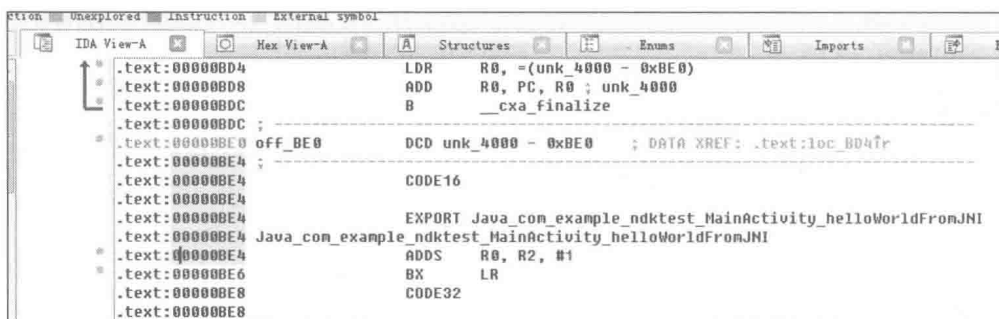 ction Unexplored Instruction External symbol
IDA View-A Hex View-A Structures Enums Imports
.text:00000BD4 LDR R0, =(unk_4000 - 0xBE0)
.text:00000BD8 ADD R0, PC, R0 ; unk_4000
.text:00000BDC B __cxa_finalize
.text:00000BDC ; ---------------------------------------------------------------------------
.text:00000BE0 off_BE0 DCD unk_4000 - 0xBE0 ; DATA XREF: .text:loc_BD4↑r
.text:00000BE4 ; ---------------------------------------------------------------------------
.text:00000BE4 CODE16
.text:00000BE4
.text:00000BE4 EXPORT Java_com_example_ndktest_MainActivity_helloWorldFromJNI
.text:00000BE4 Java_com_example_ndktest_MainActivity_helloWorldFromJNI
.text:00000BE4 ADDS R0, R2, #1
.text:00000BE6 BX LR
.text:00000BE8 CODE32
.text:00000BE8